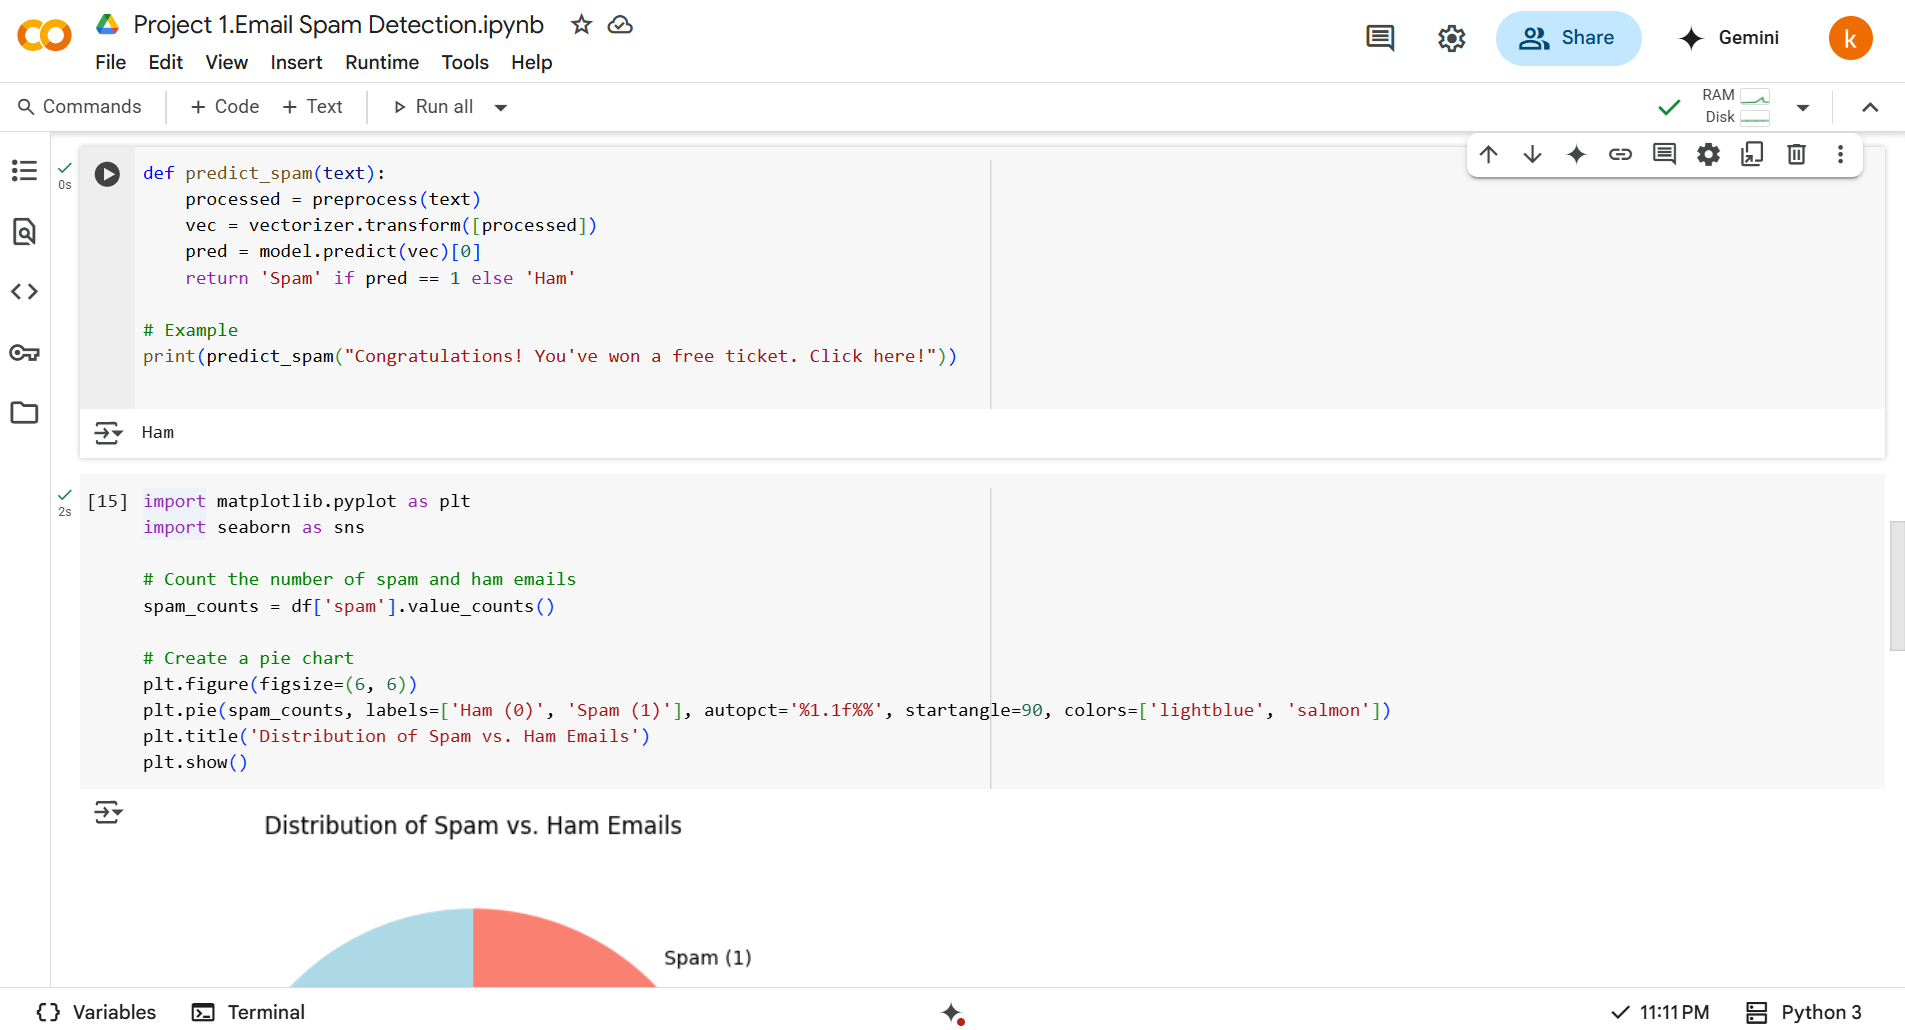 Project 1.Email Spam Detection.ipynb
File Edit View Insert Runtime Tools Help
Share
Gemini
k
Commands + Code + Text Run all
RAM
Disk
0s
def predict_spam(text):
    processed = preprocess(text)
    vec = vectorizer.transform([processed])
    pred = model.predict(vec)[0]
    return 'Spam' if pred == 1 else 'Ham'
# Example
print(predict_spam("Congratulations! You've won a free ticket. Click here!"))
Ham
2s
[15] import matplotlib.pyplot as plt
import seaborn as sns
# Count the number of spam and ham emails
spam_counts = df['spam'].value_counts()
# Create a pie chart
plt.figure(figsize=(6, 6))
plt.pie(spam_counts, labels=['Ham (0)', 'Spam (1)'], autopct='%1.1f%%', startangle=90, colors=['lightblue', 'salmon'])
plt.title('Distribution of Spam vs. Ham Emails')
plt.show()
Distribution of Spam vs. Ham Emails
Spam (1)
Variables Terminal 11:11 PM Python 3